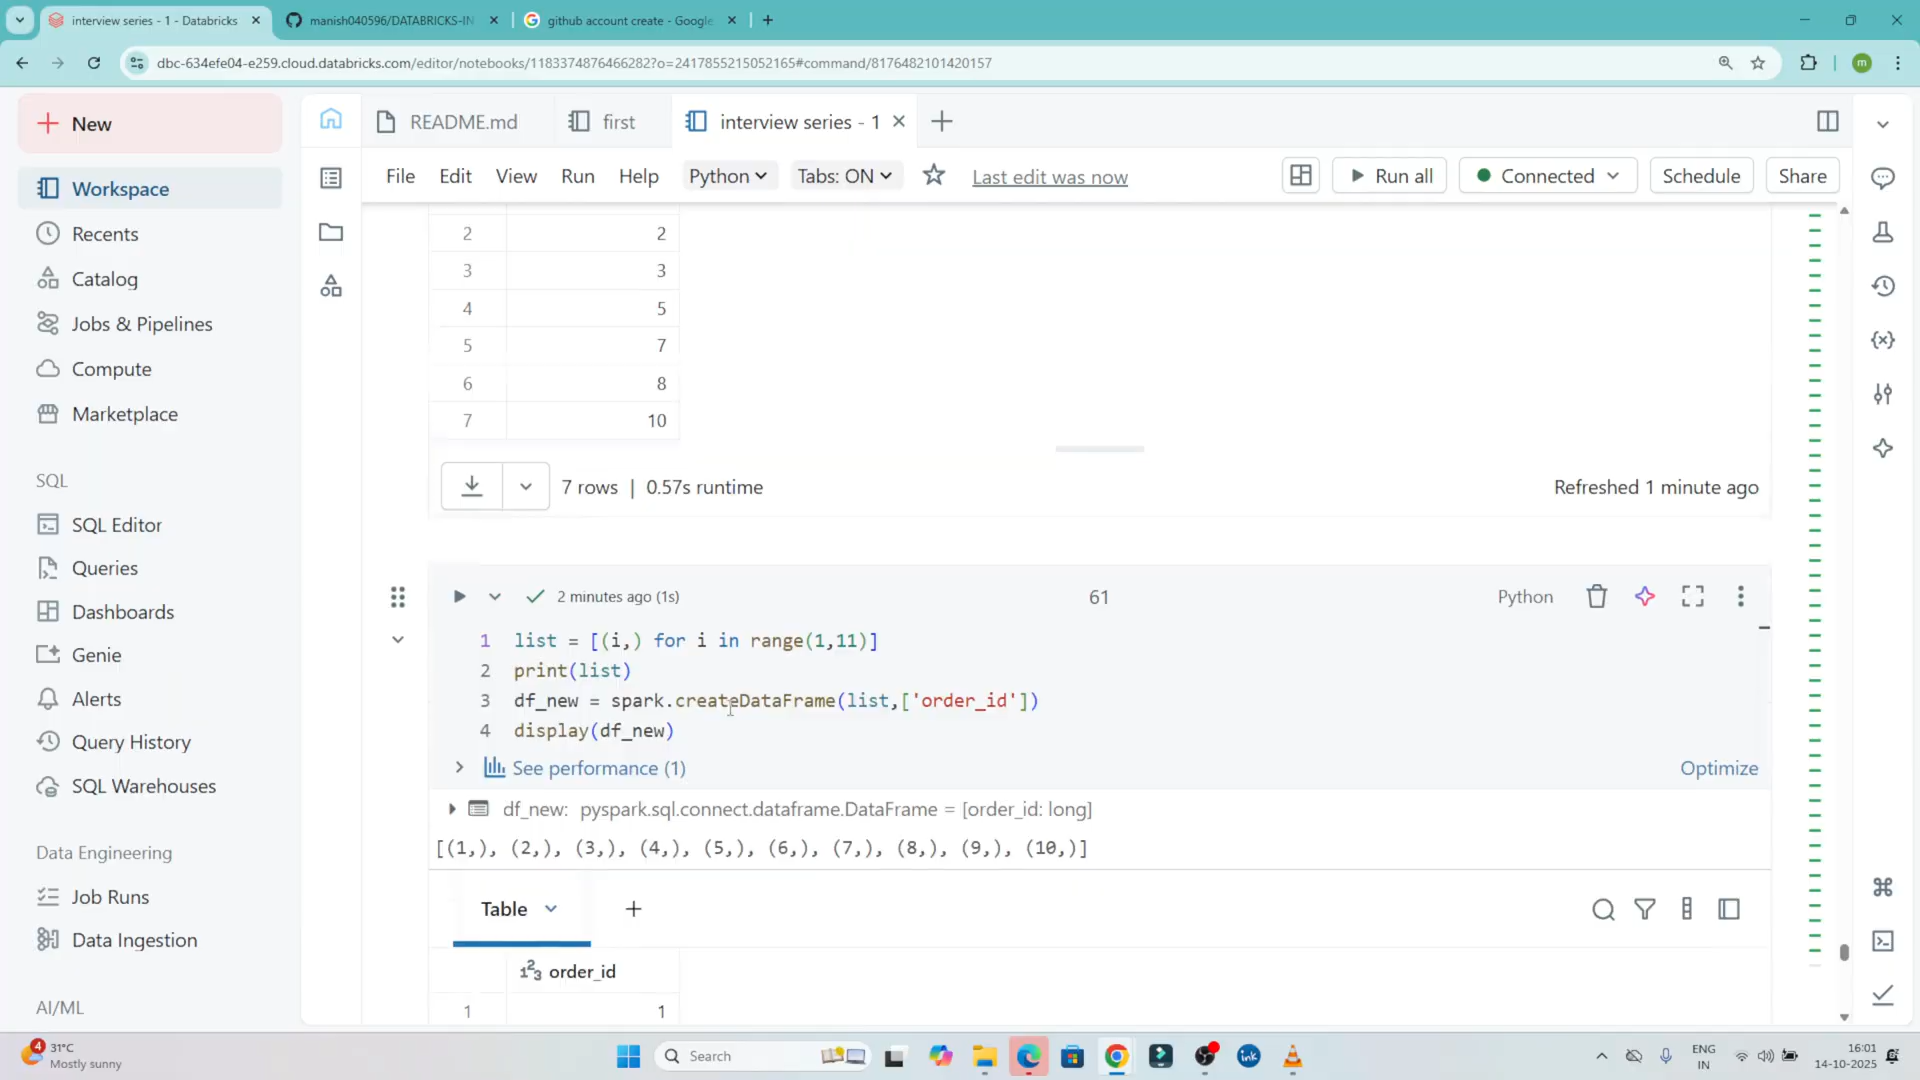 interview series - 1 - Databricks
manish040596/DATABRICKS-IN
github account create - Google
dbc-634efe04-e259.cloud.databricks.com/editor/notebooks/1183374876466282?o=2417855215052165#command/8176482101420157
m
New
Workspace
Recents
Catalog
Jobs & Pipelines
Compute
Marketplace
SQL
SQL Editor
Queries
Dashboards
Genie
Alerts
Query History
SQL Warehouses
Data Engineering
Job Runs
Data Ingestion
AI/ML
README.md
first
interview series - 1
File Edit View Run Help Python Tabs: ON Last edit was now Run all Connected Schedule Share
2 2
3 3
4 5
5 7
6 8
7 10
7 rows | 0.57s runtime
Refreshed 1 minute ago
2 minutes ago (1s)
61
Python
1 list = [(i,) for i in range(1,11)]
2 print(list)
3 df_new = spark.createDataFrame(list,['order_id'])
4 display(df_new)
See performance (1)
Optimize
df_new: pyspark.sql.connect.dataframe.DataFrame = [order_id: long]
[(1,), (2,), (3,), (4,), (5,), (6,), (7,), (8,), (9,), (10,)]
Table
123 order_id
1 1
4
31°C
Mostly sunny
Search
ink
ENG
IN
16:01
14-10-2025